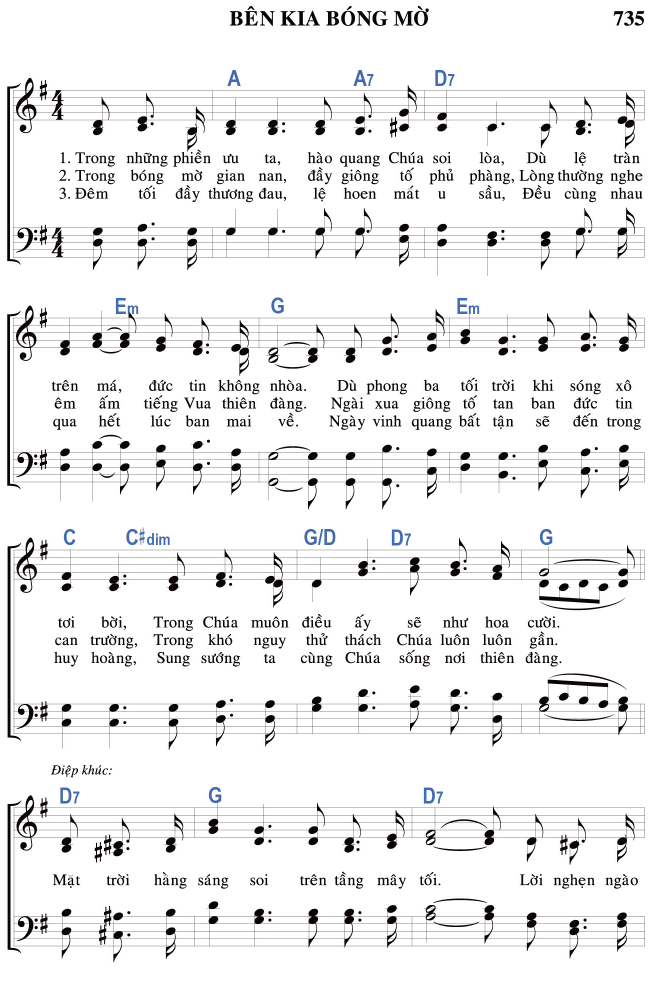 BÊN KIA BÓNG MỜ 735
A A7 D7
1. Trong những phiền ưu ta, hào quang Chúa soi lòa, Dù lệ tràn
2. Trong bóng mờ gian nan, đầy giông tố phủ phàng, Lòng thường nghe
3. Đêm tối đầy thương đau, lệ hoen mất u sầu, Đều cùng nhau
Em G Em
trên má, đức tin không nhòa. Dù phong ba tối trời khi sóng xô
êm ấm tiếng Vua thiên đàng. Ngài xua giông tố tan ban đức tin
qua hết lúc ban mai về. Ngày vinh quang bất tận sẽ đến trong
C C#dim G/D D7 G
tơi bời, Trong Chúa muôn điều ấy sẽ như hoa cười.
can trường, Trong khó nguy thử thách Chúa luôn luôn gần.
huy hoàng, Sung sướng ta cùng Chúa sống nơi thiên đàng.
Điệp khúc:
D7 G D7
Mặt trời hàng sáng soi trên tầng mây tối. Lời nghẹn ngào